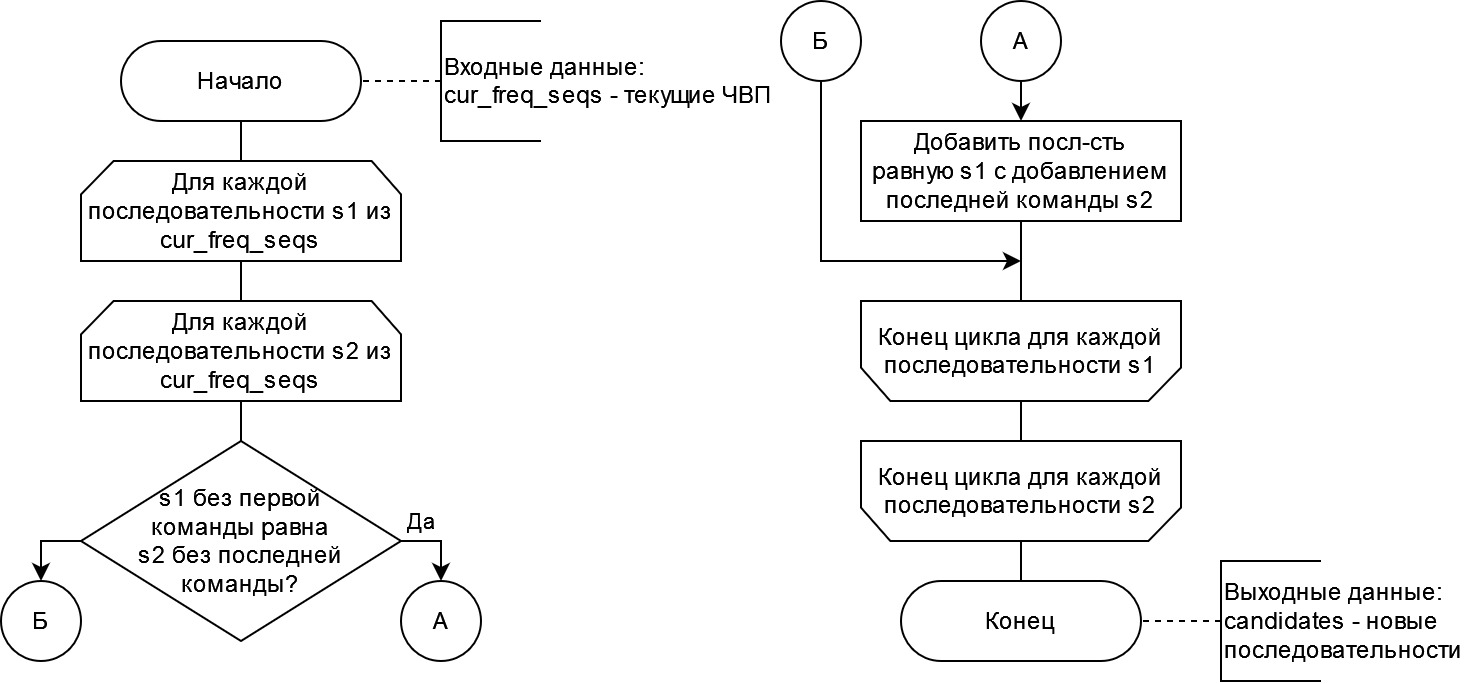 Начало
Входные данные:
cur_freq_seqs - текущие ЧВП
Для каждой
последовательности s1 из
cur_freq_seqs
Для каждой
последовательности s2 из
cur_freq_seqs
s1 без первой
команды равна
s2 без последней
команды?
Да
Б
А
Б
А
Добавить посл-сть
равную s1 с добавлением
последней команды s2
Конец цикла для каждой
последовательности s1
Конец цикла для каждой
последовательности s2
Конец
Выходные данные:
candidates - новые
последовательности